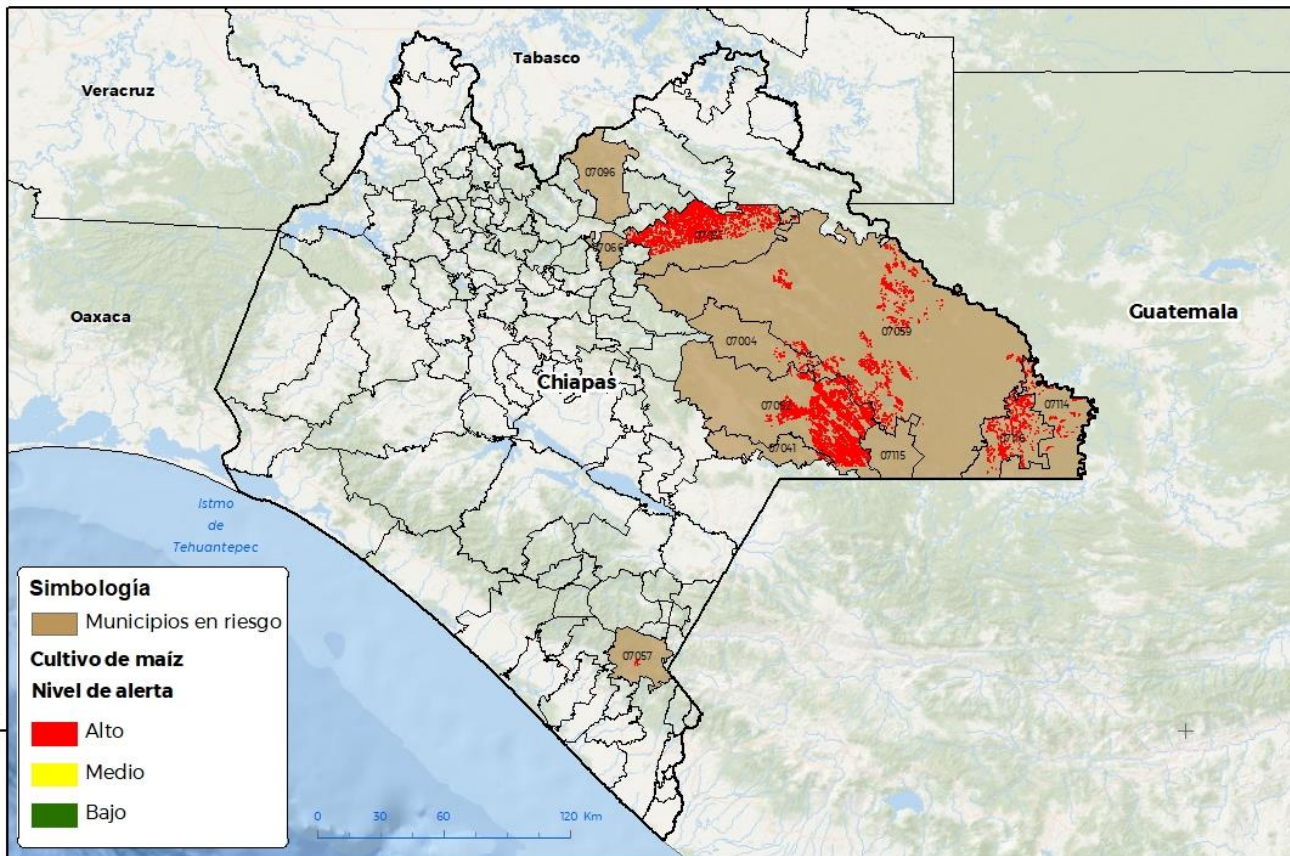 Tabasco
Veracruz
07096
07066
Oaxaca
Guatemala
07059
07004
Chiapas
07114
07041
07115
Istmo
de
Tehuantepec
Simbología
Municipios en riesgo
Cultivo de maíz
Nivel de alerta
Alto
Medio
Bajo
07057
0 30 60 120 Km